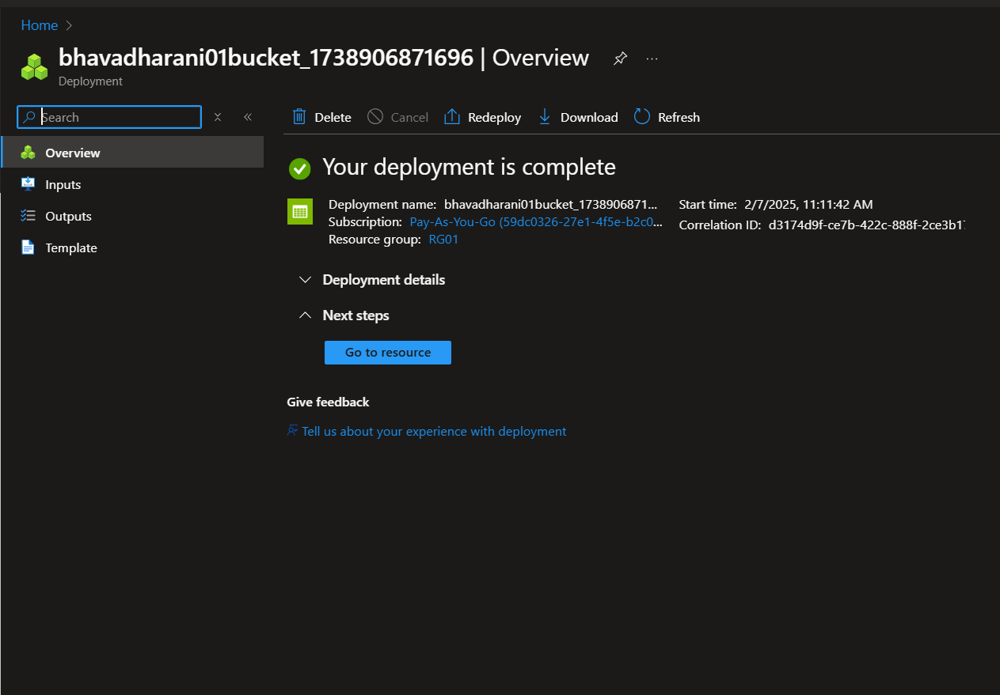 Home
bhavadharani01bucket_1738906871696 | Overview
Deployment
Search
Delete Cancel Redeploy Download Refresh
Overview
Inputs
Outputs
Template
Your deployment is complete
Deployment name: bhavadharani01bucket_1738906871... Start time: 2/7/2025, 11:11:42 AM
Subscription: Pay-As-You-Go (59dc0326-27e1-4f5e-b2c0... Correlation ID: d3174d9f-ce7b-422c-888f-2ce3b1
Resource group: RG01
Deployment details
Next steps
Go to resource
Give feedback
Tell us about your experience with deployment